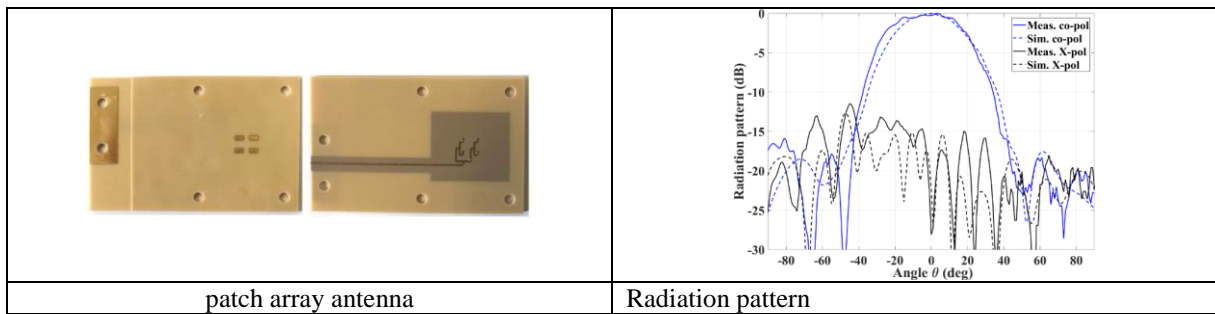 0
-5
-10
-15
-20
-25
-30
Radiation pattern (dB)
Meas. co-pol
Sim. co-pol
Meas. X-pol
Sim. X-pol
-80 -60 -40 -20 0 20 40 60 80
Angle θ (deg)
patch array antenna
Radiation pattern